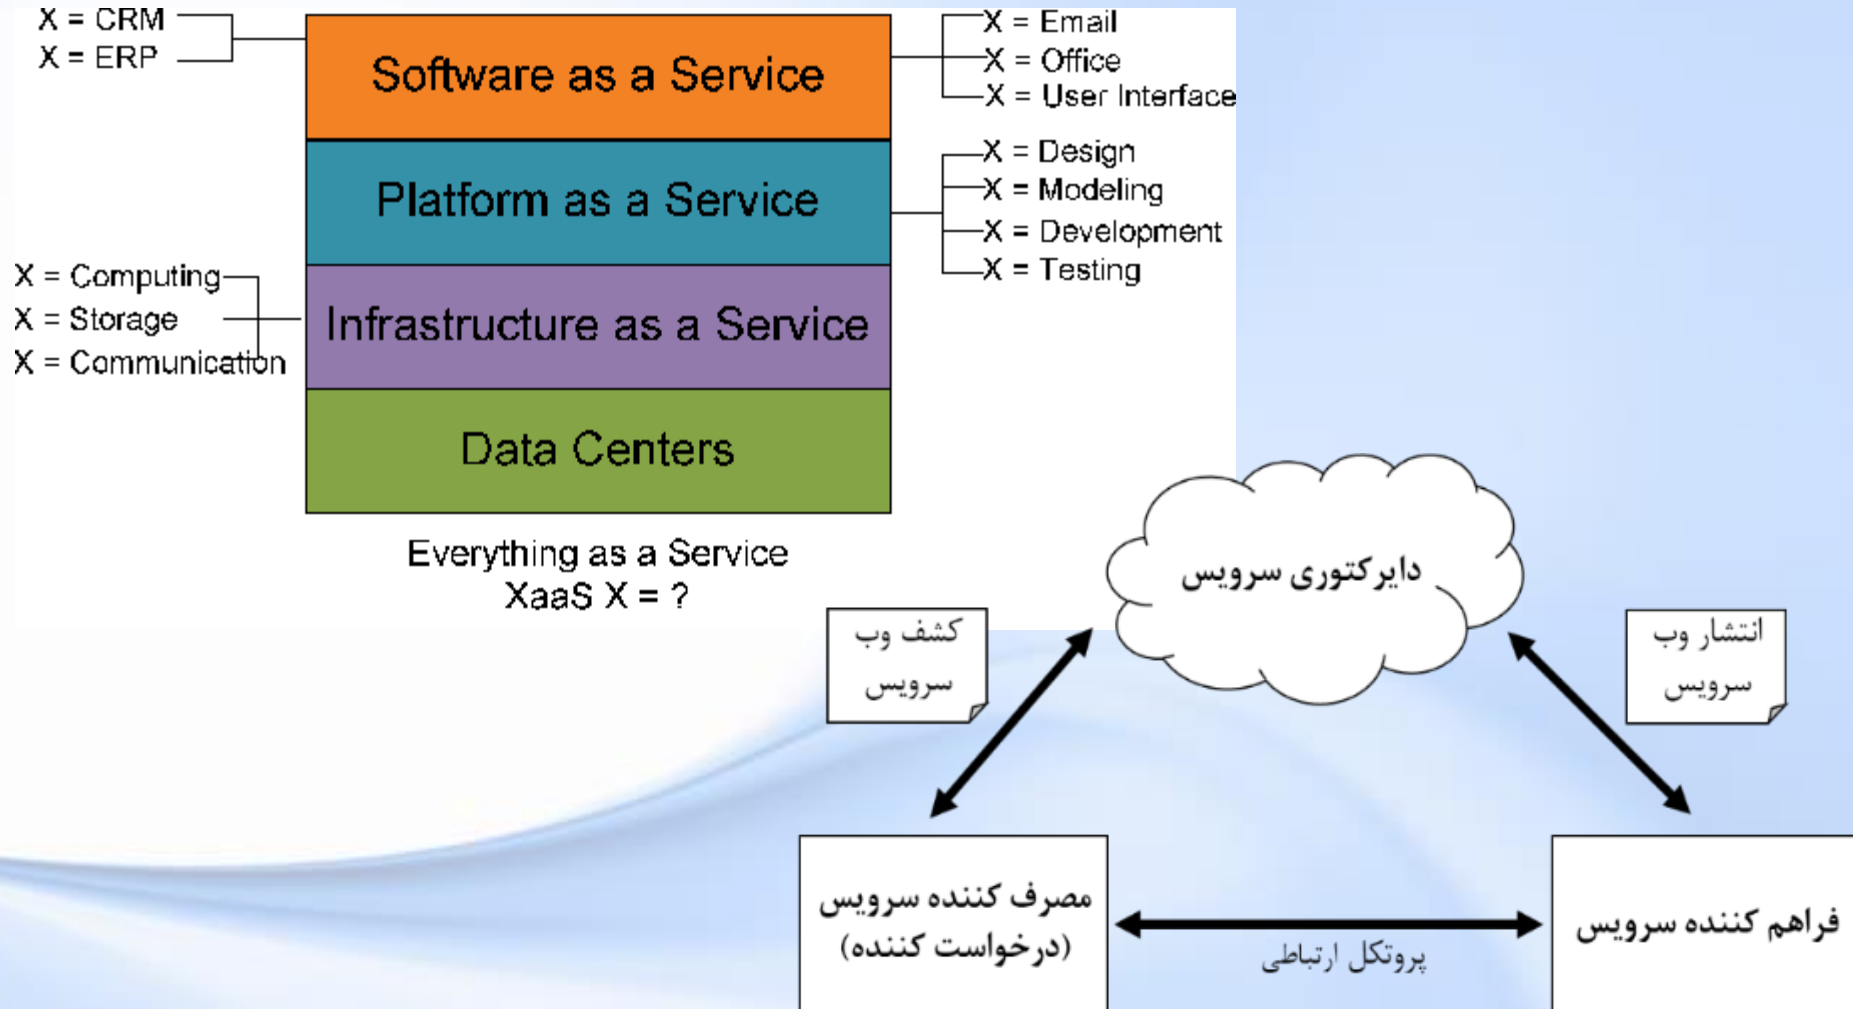 X = CRM
X = ERP
Software as a Service
X = Email
X = Office
X = User Interface
Platform as a Service
X = Design
X = Modeling
X = Development
X = Testing
X = Computing
X = Storage
X = Communication
Infrastructure as a Service
Data Centers
Everything as a Service
XaaS X = ?
دایرکتوری سرویس
کشف وب
سرویس
انتشار وب
سرویس
مصرف کننده سرویس
(درخواست کننده)
پروتکل ارتباطی
فراهم کننده سرویس